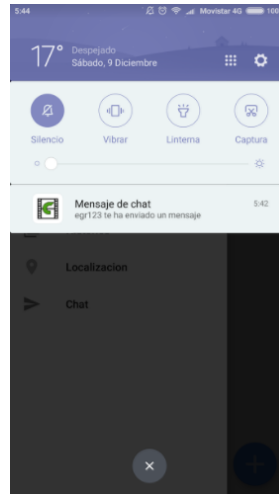 5:44 Movistar 4G 100
17° Despejado
Sábado, 9 Diciembre
Silencio Vibrar Linterna Captura
Mensaje de chat 5:42
egr123 te ha enviado un mensaje
Localizacion
Chat